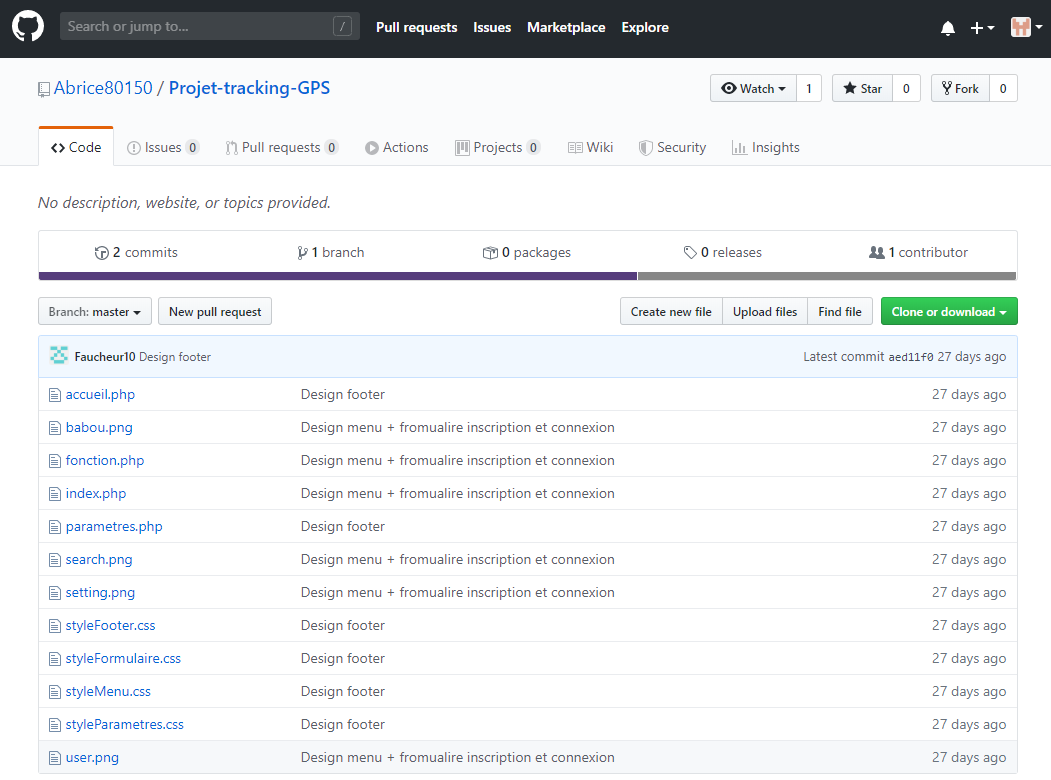 Search or jump to... / Pull requests Issues Marketplace Explore
Abrice80150 / Projet-tracking-GPS Watch 1 Star 0 Fork 0
Code Issues 0 Pull requests 0 Actions Projects 0 Wiki Security Insights
No description, website, or topics provided.
2 commits 1 branch 0 packages 0 releases 1 contributor
Branch: master New pull request Create new file Upload files Find file Clone or download
Faucheur10 Design footer Latest commit aed11f0 27 days ago
accueil.php Design footer 27 days ago
babou.png Design menu + fromualire inscription et connexion 27 days ago
fonction.php Design menu + fromualire inscription et connexion 27 days ago
index.php Design menu + fromualire inscription et connexion 27 days ago
parametres.php Design footer 27 days ago
search.png Design menu + fromualire inscription et connexion 27 days ago
setting.png Design menu + fromualire inscription et connexion 27 days ago
styleFooter.css Design footer 27 days ago
styleFormulaire.css Design footer 27 days ago
styleMenu.css Design footer 27 days ago
styleParametres.css Design footer 27 days ago
user.png Design menu + fromualire inscription et connexion 27 days ago